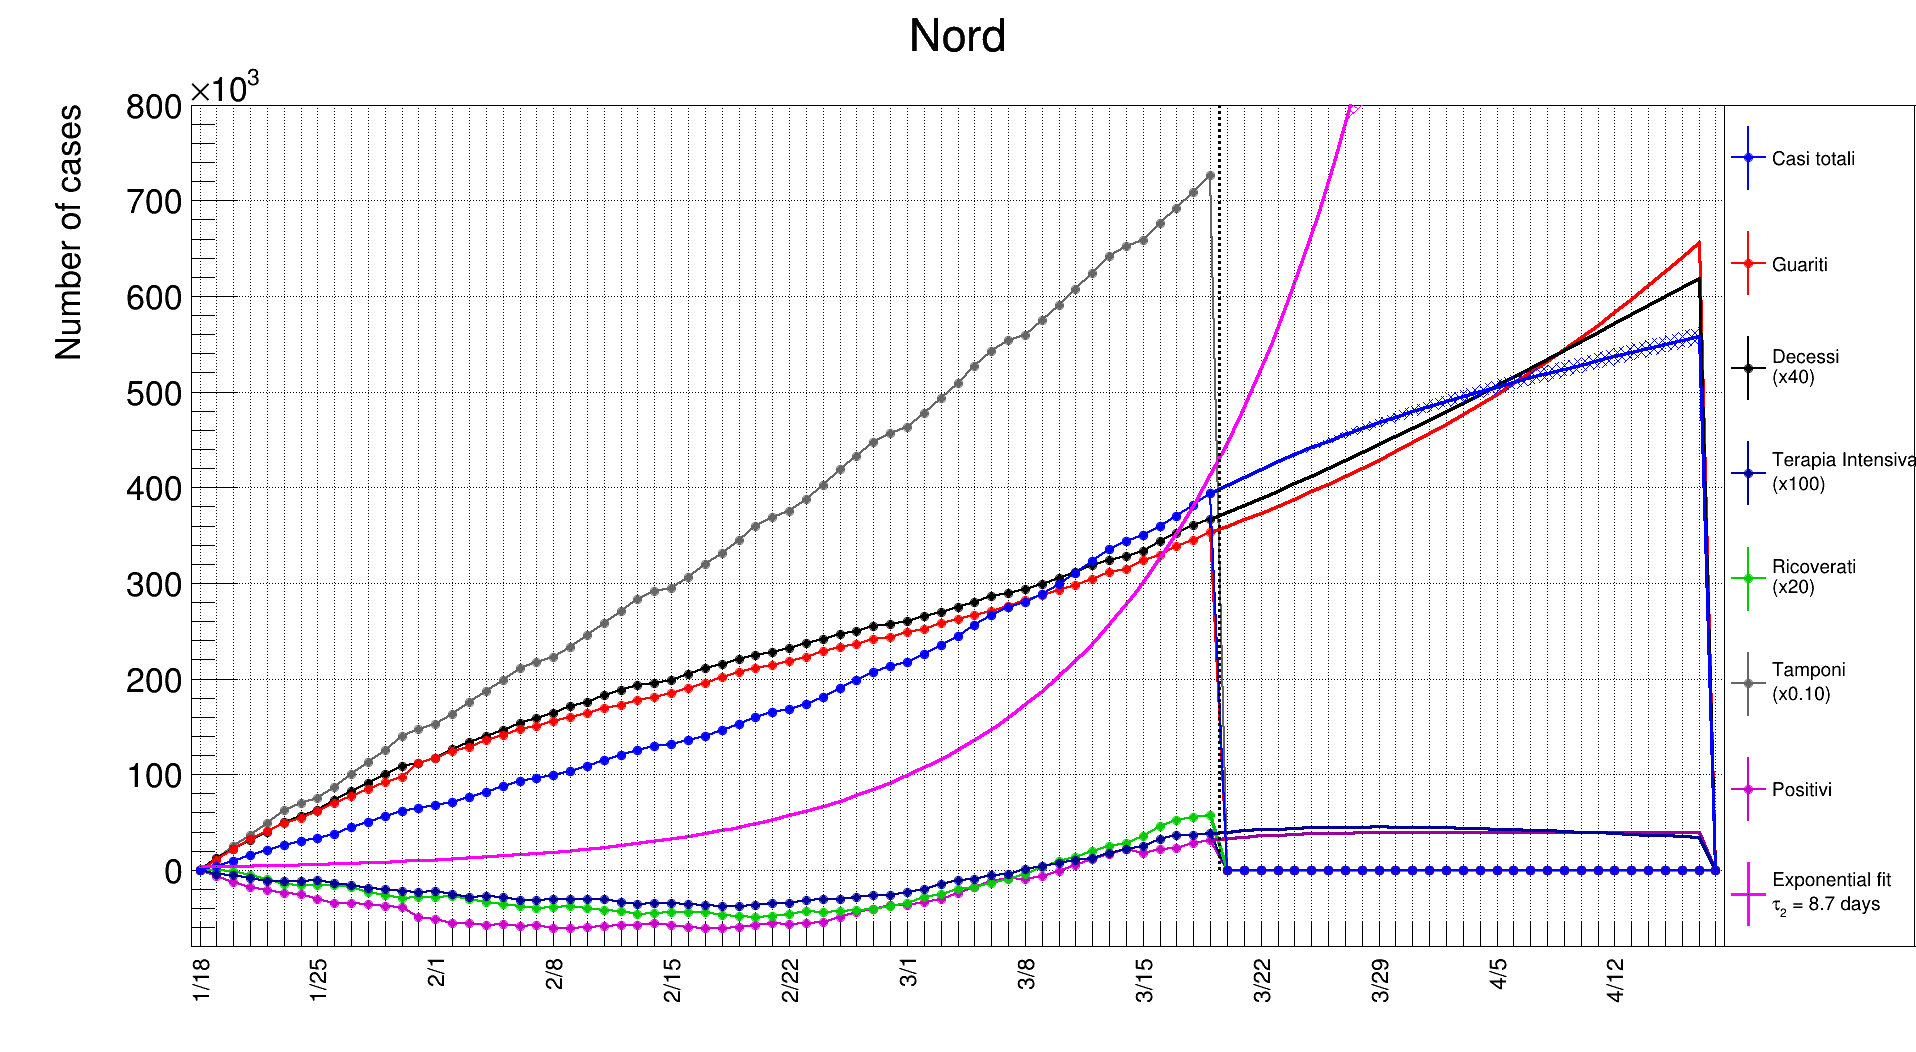 Nord
×10³
Number of cases
800
700
600
500
400
300
200
100
0
1/18
1/25
2/1
2/8
2/15
2/22
3/1
3/8
3/15
3/22
3/29
4/5
4/12
Casi totali
Guariti
Decessi
(x40)
Terapia Intensiva
(x100)
Ricoverati
(x20)
Tamponi
(x0.10)
Positivi
Exponential fit
τ₂ = 8.7 days